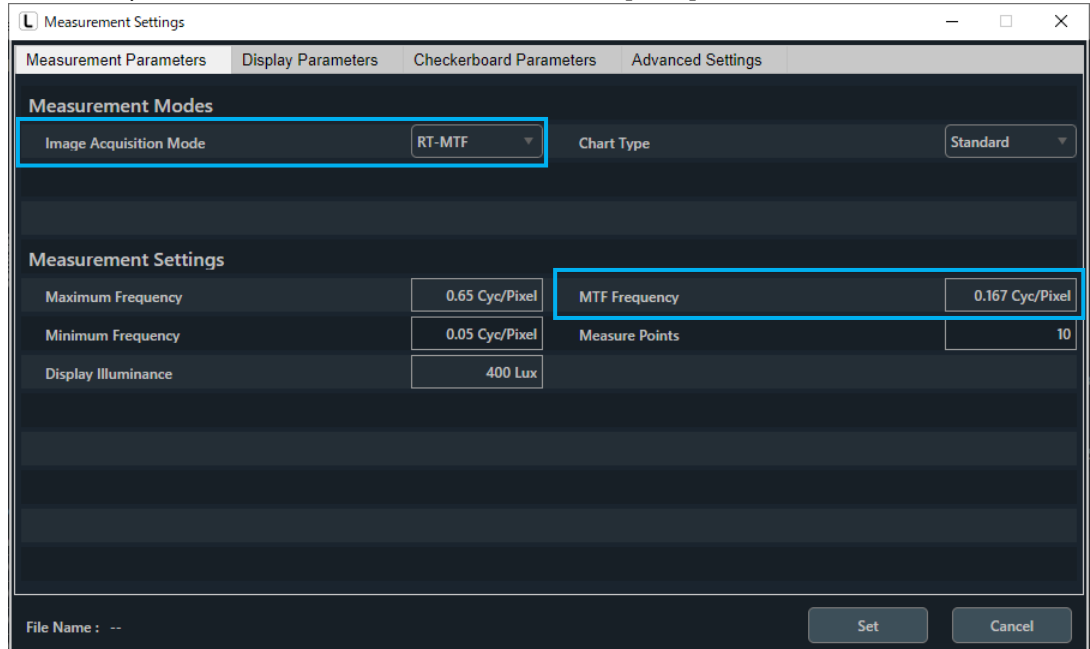 L Measurement Settings
Measurement Parameters Display Parameters Checkerboard Parameters Advanced Settings
Measurement Modes
Image Acquisition Mode RT-MTF Chart Type Standard
Measurement Settings
Maximum Frequency 0.65 Cyc/Pixel MTF Frequency 0.167 Cyc/Pixel
Minimum Frequency 0.05 Cyc/Pixel Measure Points 10
Display Illuminance 400 Lux
File Name : -- Set Cancel